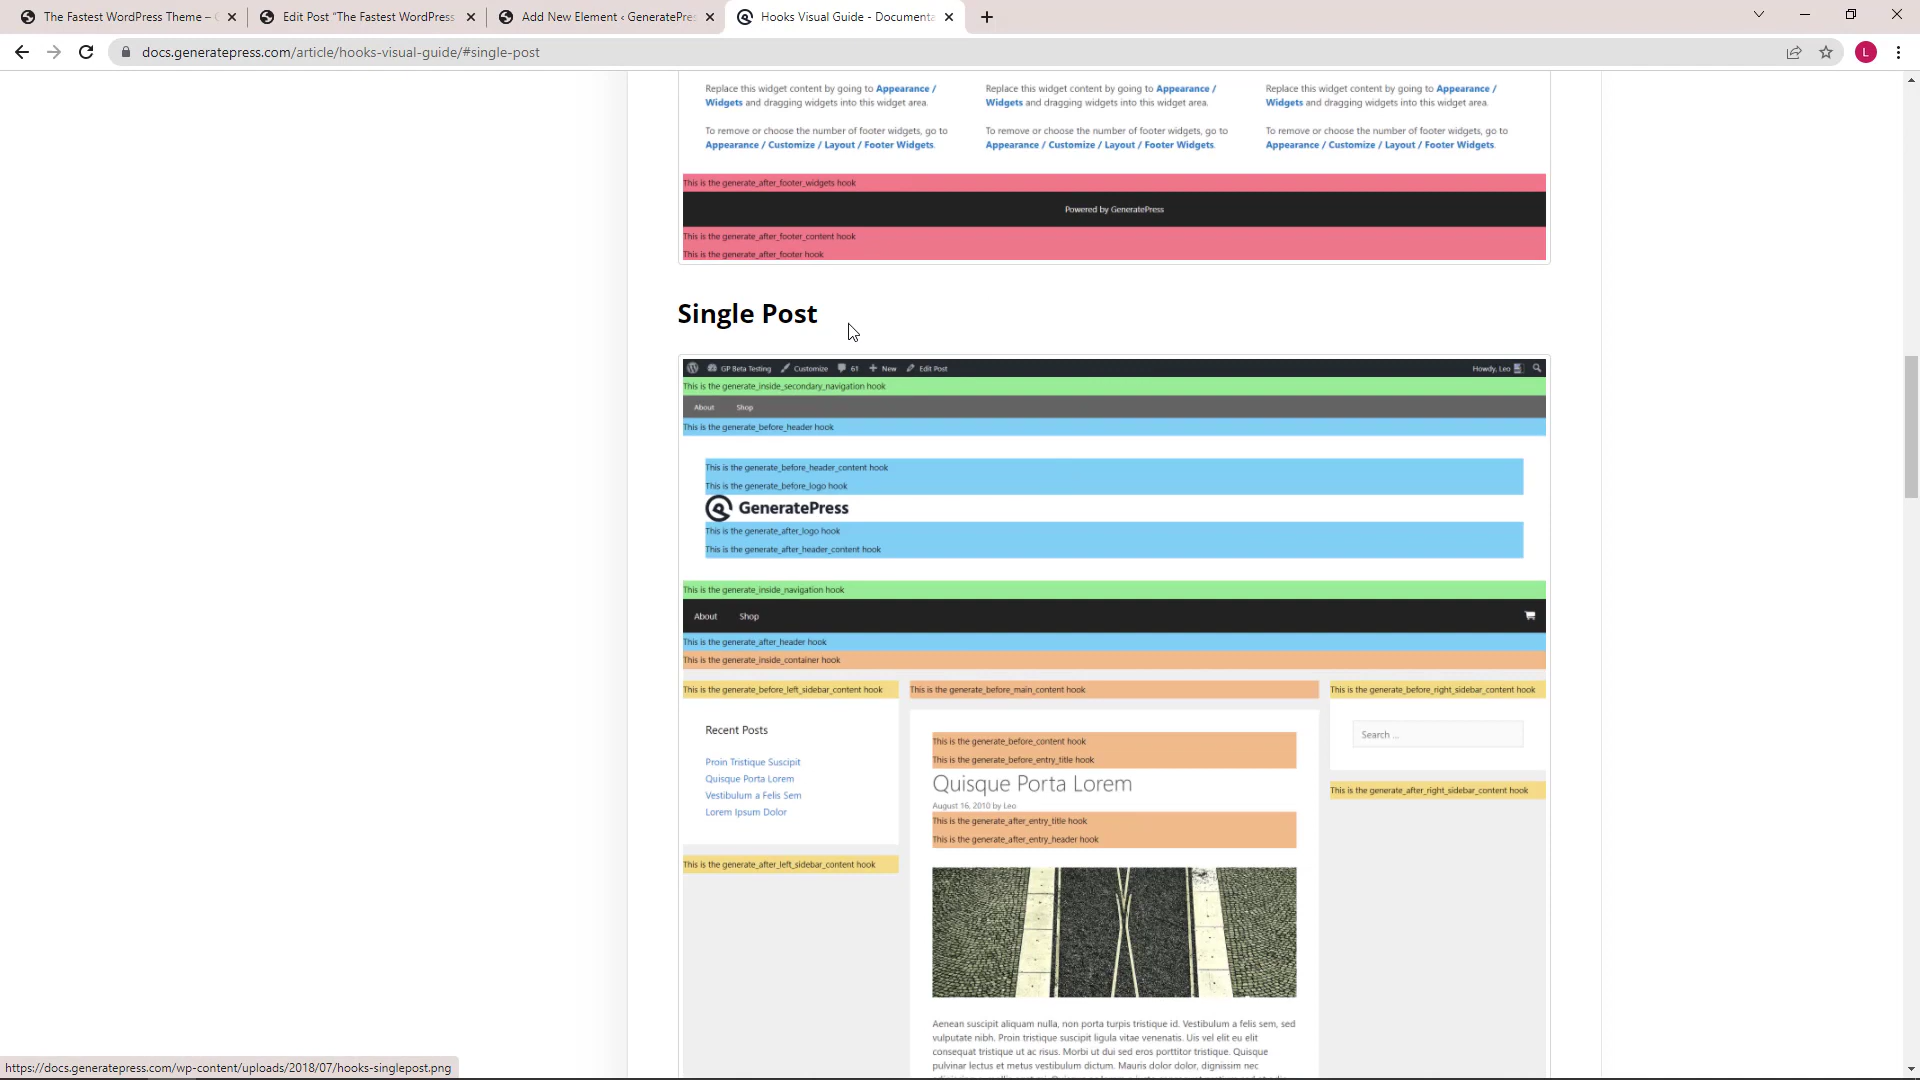 The Fastest WordPress Theme –
Edit Post "The Fastest WordPress
Add New Element ‹ GeneratePres
Hooks Visual Guide - Documenta
docs.generatepress.com/article/hooks-visual-guide/#single-post
L
Replace this widget content by going to Appearance /
Widgets and dragging widgets into this widget area.
To remove or choose the number of footer widgets, go to
Appearance / Customize / Layout / Footer Widgets.
Replace this widget content by going to Appearance /
Widgets and dragging widgets into this widget area.
To remove or choose the number of footer widgets, go to
Appearance / Customize / Layout / Footer Widgets.
Replace this widget content by going to Appearance /
Widgets and dragging widgets into this widget area.
To remove or choose the number of footer widgets, go to
Appearance / Customize / Layout / Footer Widgets.
This is the generate_after_footer_widgets hook
Powered by GeneratePress
This is the generate_after_footer_content hook
This is the generate_after_footer hook
Single Post
GP Beta Testing Customize 61 New Edit Post Howdy, Leo
This is the generate_inside_secondary_navigation hook
About Shop
This is the generate_before_header hook
This is the generate_before_header_content hook
This is the generate_before_logo hook
GeneratePress
This is the generate_after_logo hook
This is the generate_after_header_content hook
This is the generate_inside_navigation hook
About Shop
This is the generate_after_header hook
This is the generate_inside_container hook
This is the generate_before_left_sidebar_content hook
Recent Posts
Proin Tristique Suscipit
Quisque Porta Lorem
Vestibulum a Felis Sem
Lorem Ipsum Dolor
This is the generate_after_left_sidebar_content hook
This is the generate_before_main_content hook
This is the generate_before_content hook
This is the generate_before_entry_title hook
Quisque Porta Lorem
August 16, 2010 by Leo
This is the generate_after_entry_title hook
This is the generate_after_entry_header hook
Aenean suscipit aliquam nulla, non porta turpis tristique id. Vestibulum a felis sem, sed
vulputate nibh. Proin tristique suscipit ligula vitae venenatis. Uis vel elit eu elit
consequat tristique ut ac risus. Morbi ut dui sed eros porttitor tristique. Quisque
pulvinar lectus et metus vestibulum dictum. Mauris dolor dolor, dignissim nec
This is the generate_before_right_sidebar_content hook
Search ...
This is the generate_after_right_sidebar_content hook
https://docs.generatepress.com/wp-content/uploads/2018/07/hooks-singlepost.png